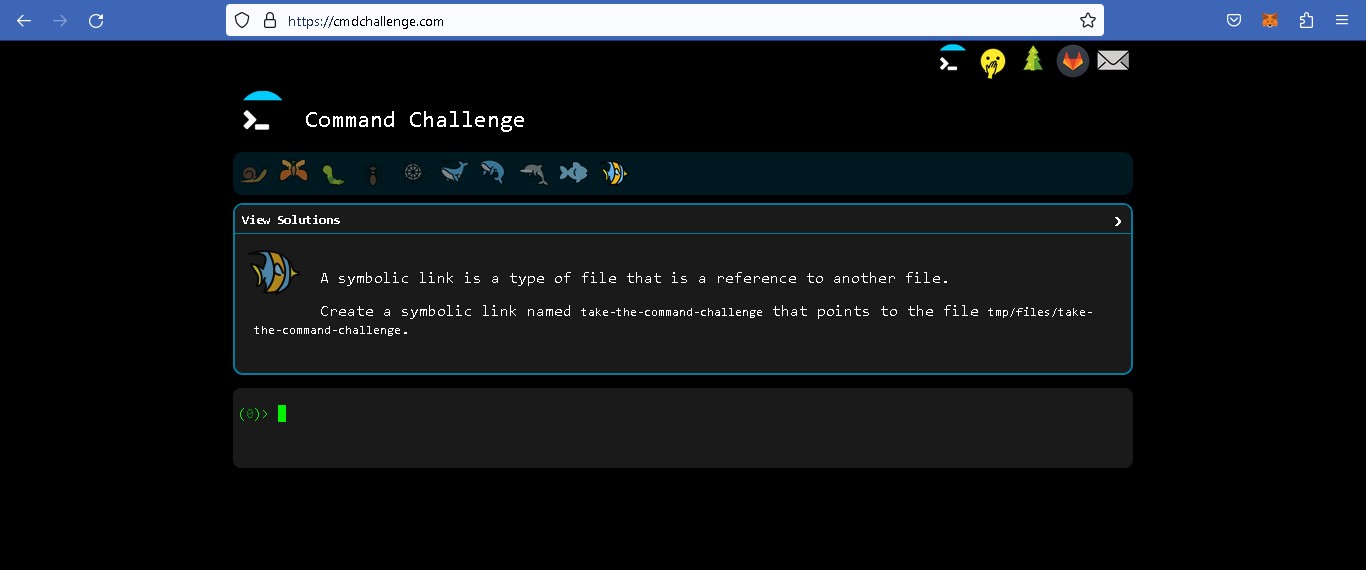 https://cmdchallenge.com
Command Challenge
View Solutions
A symbolic link is a type of file that is a reference to another file.
Create a symbolic link named take-the-command-challenge that points to the file tmp/files/take-
the-command-challenge.
(0)>